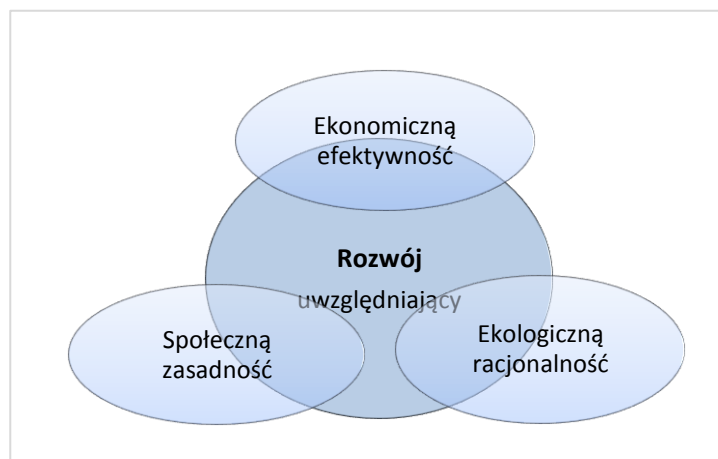 Ekonomiczną
efektywność
Rozwój
uwzględniający
Społeczną
zasadność
Ekologiczną
racjonalność